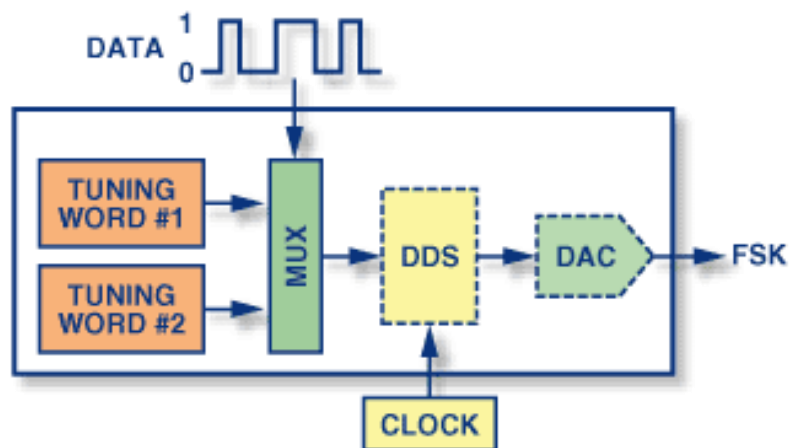 1
DATA
0
TUNING
WORD #1
TUNING
WORD #2
MUX
DDS
DAC
FSK
CLOCK